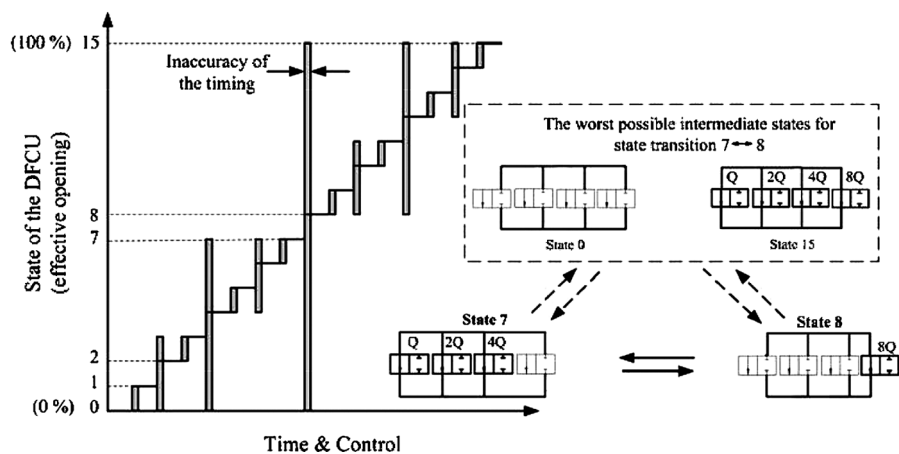 (100 %) 15
Inaccuracy of
the timing
State of the DFCU
(effective opening)
8
7
2
1
(0 %) 0
Time & Control
The worst possible intermediate states for
state transition 7 ↔ 8
State 0
Q 2Q 4Q 8Q
State 15
State 7
Q 2Q 4Q
State 8
8Q